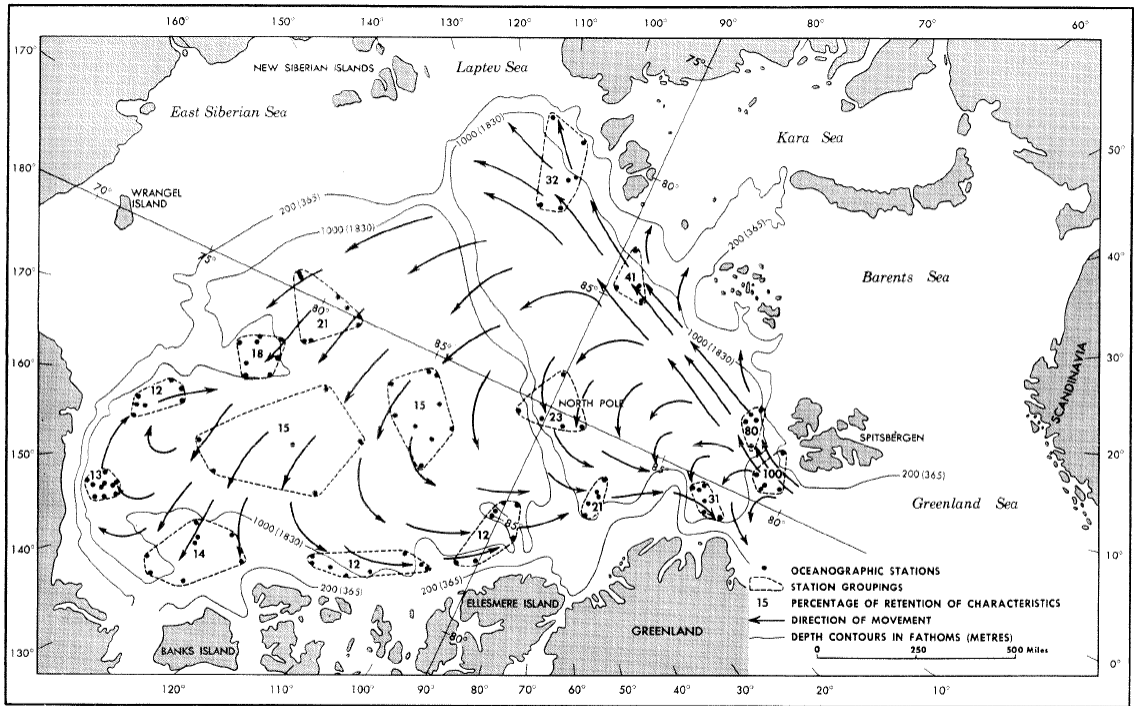 160° 150° 140° 130° 120° 110° 100° 90° 80° 70° 60°
170°
NEW SIBERIAN ISLANDS
Laptev Sea
75°
East Siberian Sea
1000 (1830)
Kara Sea
50°
180°
70°
WRANGEL
ISLAND
32
80°
200 (365)
1000 (1830)
200 (365)
75°
40°
170°
41
Barents Sea
85°
80°
21
1000 (1830)
18
85°
160°
30°
12
15
NORTH POLE
23
SCANDINAVIA
15
80
SPITSBERGEN
150°
20°
13
85°
100
200 (365)
21
31
Greenland Sea
85°
80°
1000 (1830)
12
14
140°
12
10°
OCEANOGRAPHIC STATIONS
200 (365)
200 (365)
STATION GROUPINGS
ELLESMERE ISLAND
15 PERCENTAGE OF RETENTION OF CHARACTERISTICS
DIRECTION OF MOVEMENT
GREENLAND
80°
DEPTH CONTOURS IN FATHOMS (METRES)
BANKS ISLAND
130°
0 250 500 Miles
0°
120° 110° 100° 90° 80° 70° 60° 50° 40° 30° 20° 10°